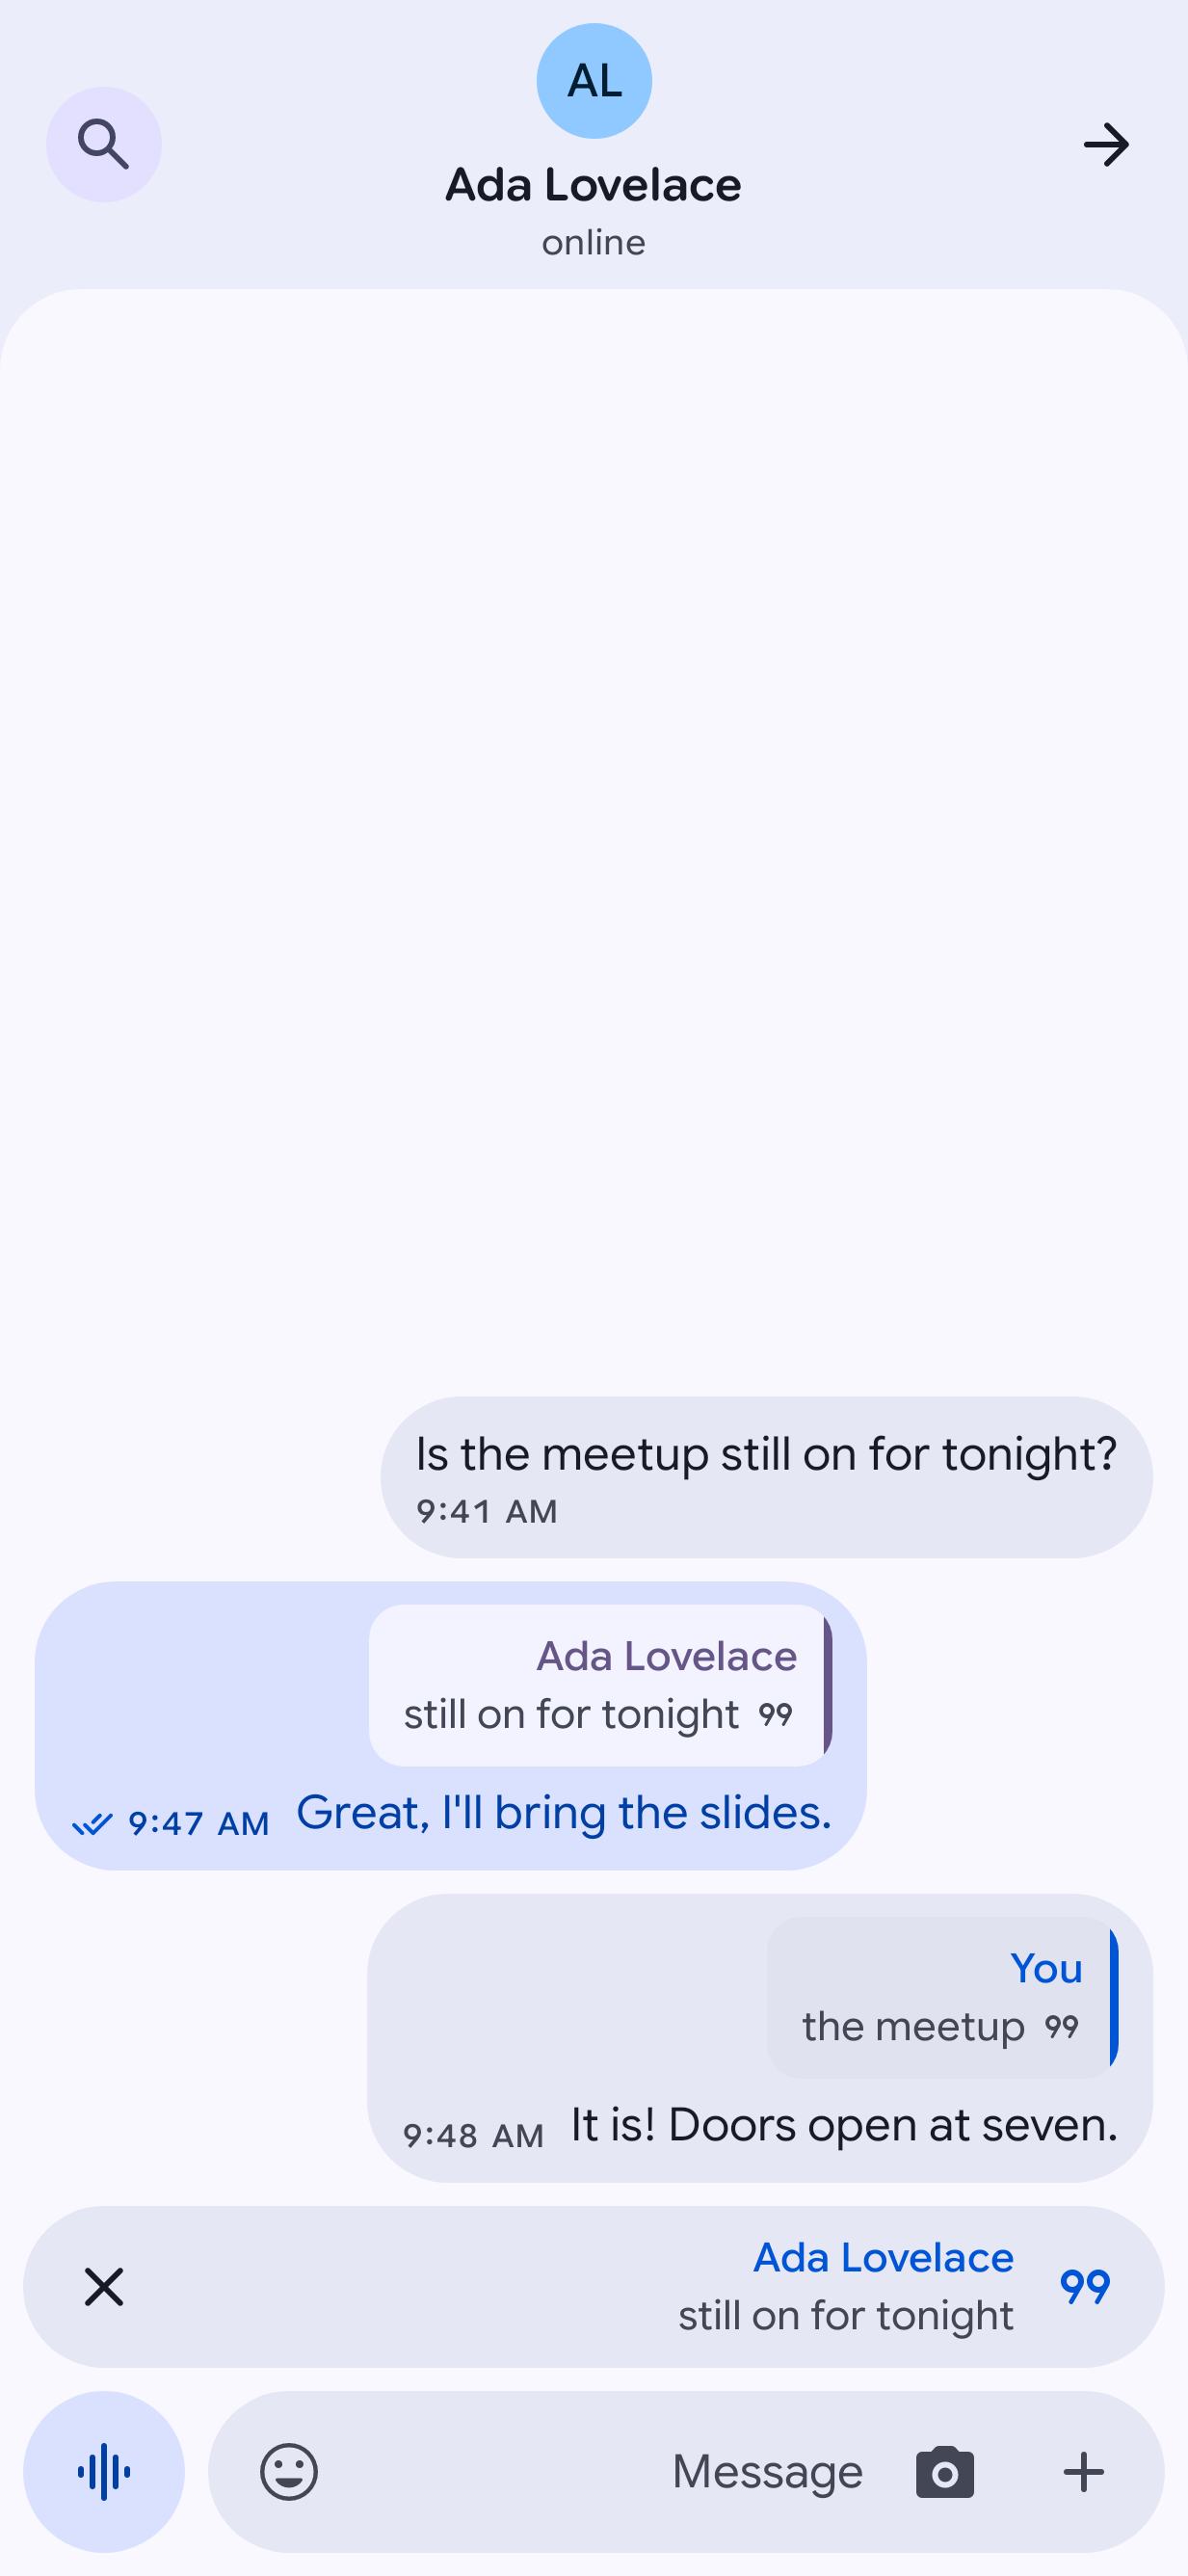 AL
Ada Lovelace
online
Is the meetup still on for tonight?
9:41 AM
Ada Lovelace
still on for tonight
Great, I'll bring the slides.
9:47 AM
You
the meetup
It is! Doors open at seven.
9:48 AM
Ada Lovelace
still on for tonight
Message